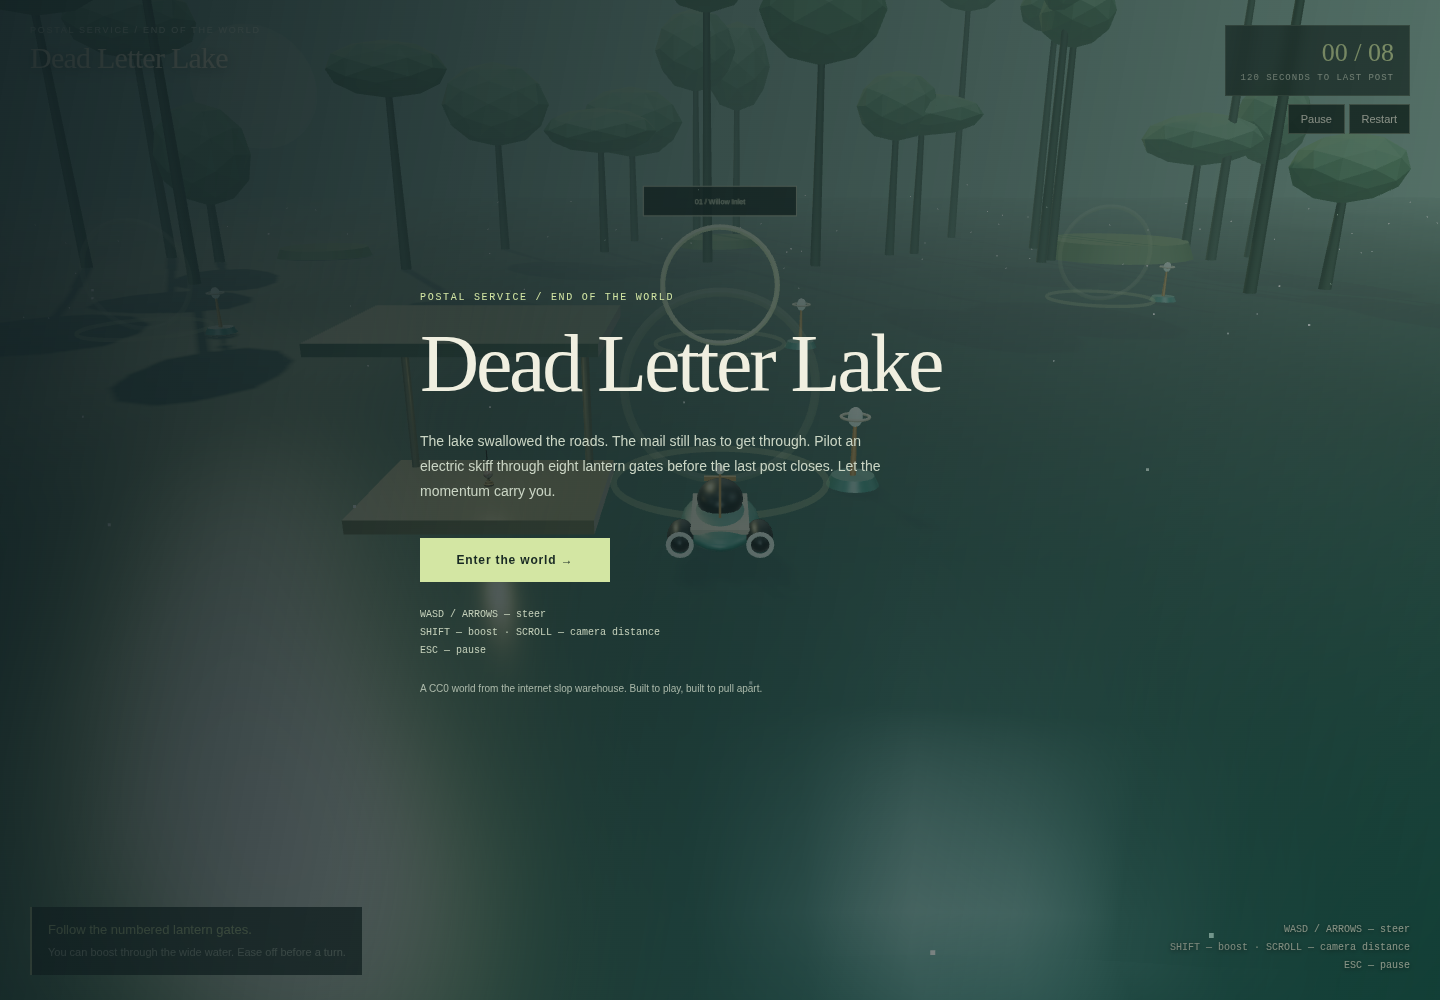 POSTAL SERVICE / END OF THE WORLD
Dead Letter Lake
00 / 08
120 SECONDS TO LAST POST
Pause
Restart
01 / Willow Inlet
POSTAL SERVICE / END OF THE WORLD
Dead Letter Lake
The lake swallowed the roads. The mail still has to get through. Pilot an
electric skiff through eight lantern gates before the last post closes. Let the
momentum carry you.
Enter the world →
WASD / ARROWS — steer
SHIFT — boost · SCROLL — camera distance
ESC — pause
A CC0 world from the internet slop warehouse. Built to play, built to pull apart.
Follow the numbered lantern gates.
You can boost through the wide water. Ease off before a turn.
WASD / ARROWS — steer
SHIFT — boost · SCROLL — camera distance
ESC — pause